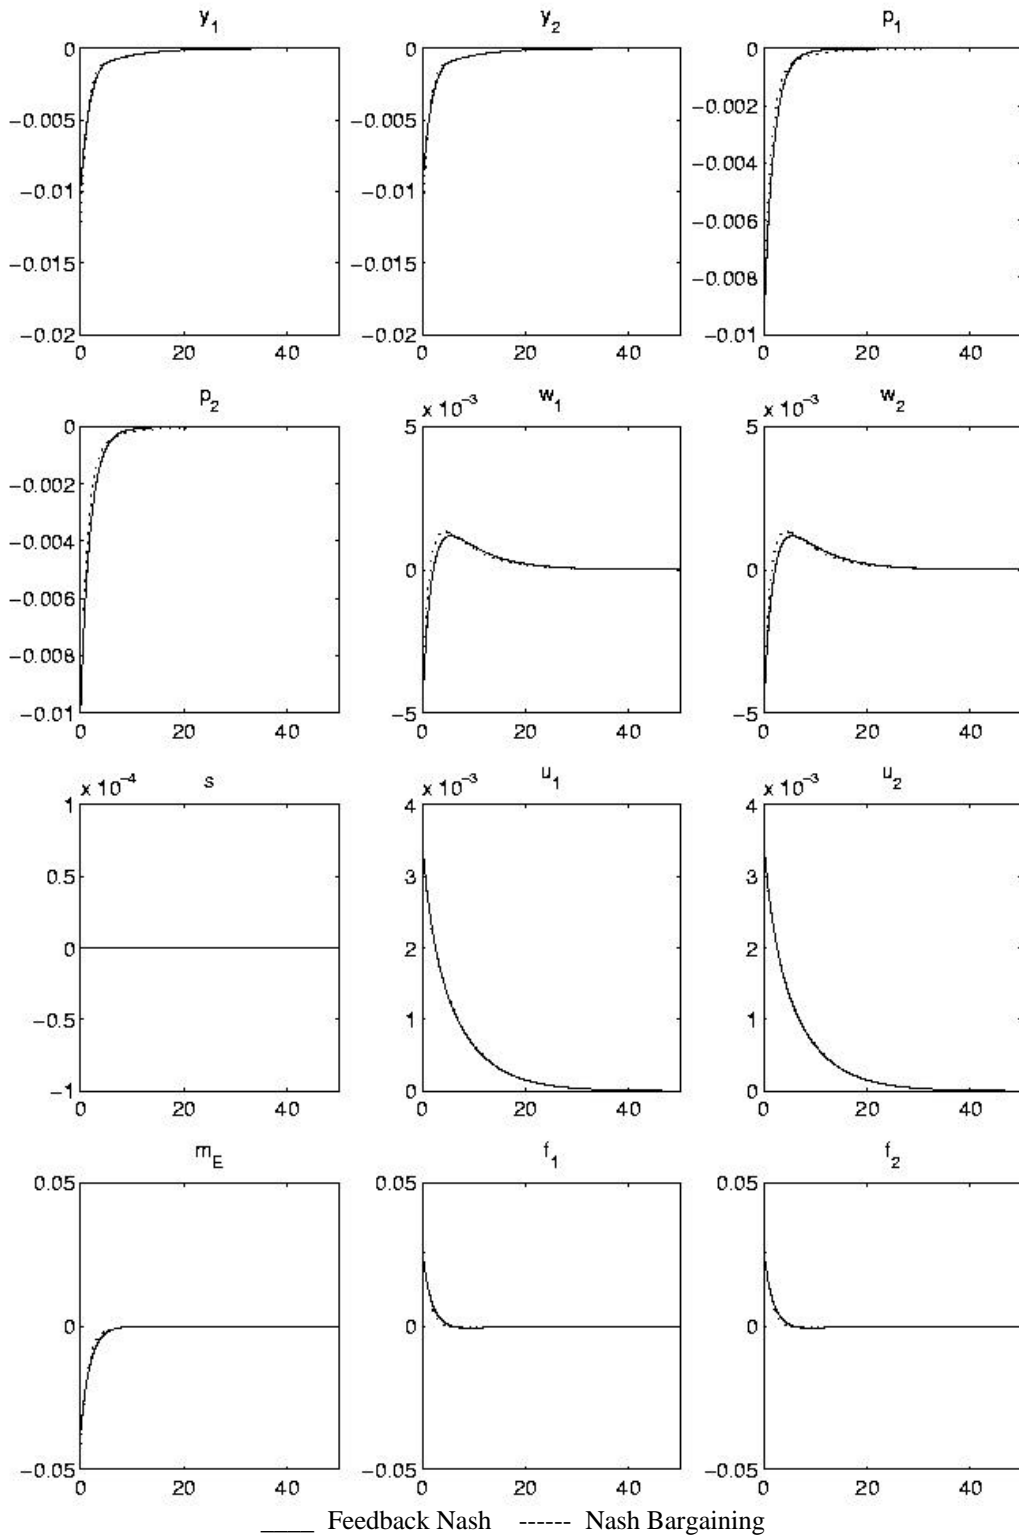 y1 y2 p1
0 0 0
−0.005 −0.005 −0.002
−0.01 −0.01 −0.004
−0.015 −0.015 −0.006
−0.02 −0.02 −0.008
−0.01
0 20 40 0 20 40 0 20 40
p2 w1 w2
x 10−3 x 10−3
0 5 5
−0.002
−0.004 0 0
−0.006
−0.008
−0.01 −5 −5
0 20 40 0 20 40 0 20 40
x 10−4 s x 10−3 u1 x 10−3 u2
1 4 4
0.5 3 3
0 2 2
−0.5 1 1
−1 0 0
0 20 40 0 20 40 0 20 40
mE f1 f2
0.05 0.05 0.05
0 0 0
−0.05 −0.05 −0.05
0 20 40 0 20 40 0 20 40
____ Feedback Nash ------ Nash Bargaining